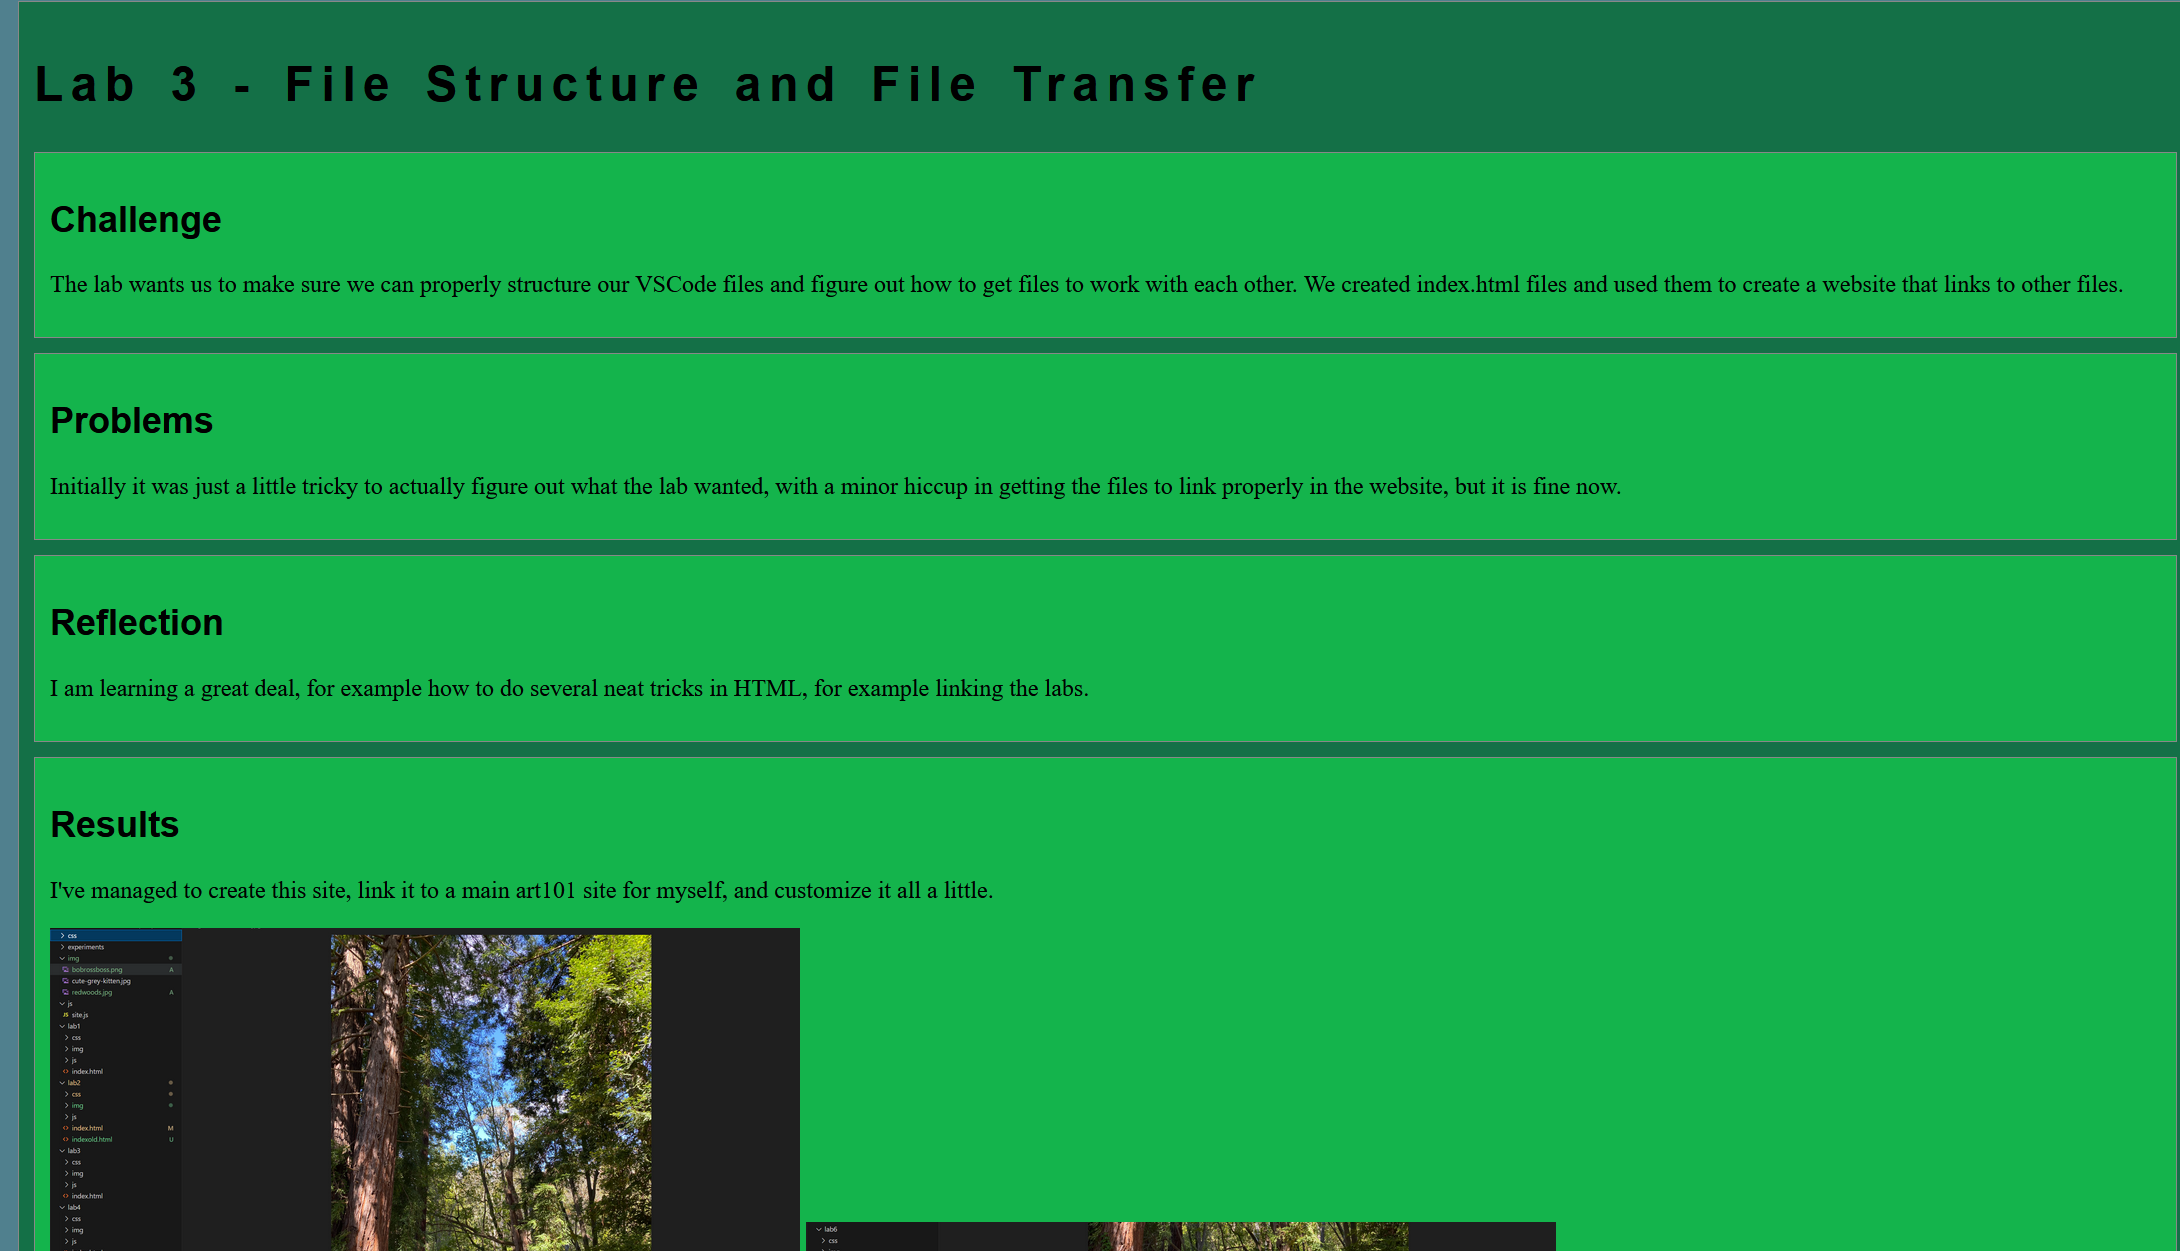 Lab 3 - File Structure and File Transfer
Challenge
The lab wants us to make sure we can properly structure our VSCode files and figure out how to get files to work with each other. We created index.html files and used them to create a website that links to other files.
Problems
Initially it was just a little tricky to actually figure out what the lab wanted, with a minor hiccup in getting the files to link properly in the website, but it is fine now.
Reflection
I am learning a great deal, for example how to do several neat tricks in HTML, for example linking the labs.
Results
I've managed to create this site, link it to a main art101 site for myself, and customize it all a little.
css
experiments
img
bobrossboss.png A
cute-grey-kitten.jpg
redwoods.jpg A
js
JS site.js
lab1
css
img
js
index.html
lab2
css
img
js
index.html M
indexold.html U
lab3
css
img
js
index.html
lab4
css
img
js
lab6
css